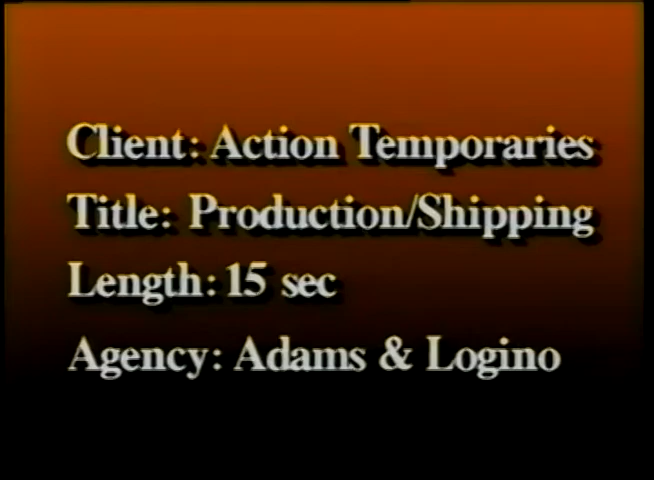 Client: Action Temporaries
Title: Production/Shipping
Length: 15 sec
Agency: Adams & Logino